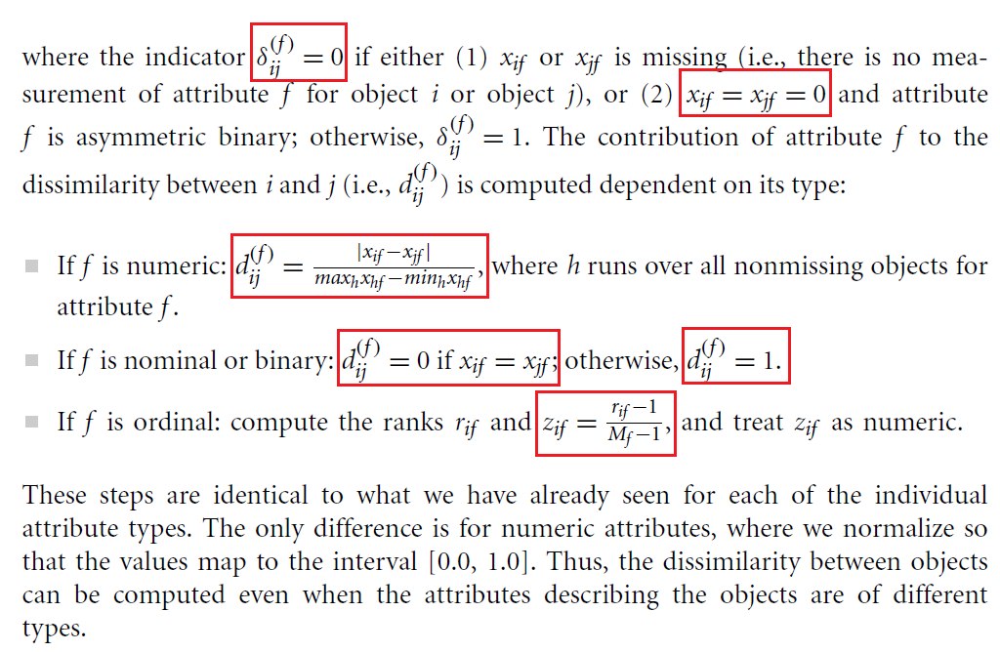 where the indicator δ_{ij}^{(f)} = 0 if either (1) x_{if} or x_{jf} is missing (i.e., there is no mea-
surement of attribute f for object i or object j), or (2) x_{if} = x_{jf} = 0 and attribute
f is asymmetric binary; otherwise, δ_{ij}^{(f)} = 1. The contribution of attribute f to the
dissimilarity between i and j (i.e., d_{ij}^{(f)}) is computed dependent on its type:
■ If f is numeric: d_{ij}^{(f)} = \frac{|x_{if}−x_{jf}|}{max_h x_{hf}−min_h x_{hf}}, where h runs over all nonmissing objects for
attribute f.
■ If f is nominal or binary: d_{ij}^{(f)} = 0 if x_{if} = x_{jf}; otherwise, d_{ij}^{(f)} = 1.
■ If f is ordinal: compute the ranks r_{if} and z_{if} = \frac{r_{if}−1}{M_f−1}, and treat z_{if} as numeric.
These steps are identical to what we have already seen for each of the individual
attribute types. The only difference is for numeric attributes, where we normalize so
that the values map to the interval [0.0, 1.0]. Thus, the dissimilarity between objects
can be computed even when the attributes describing the objects are of different
types.